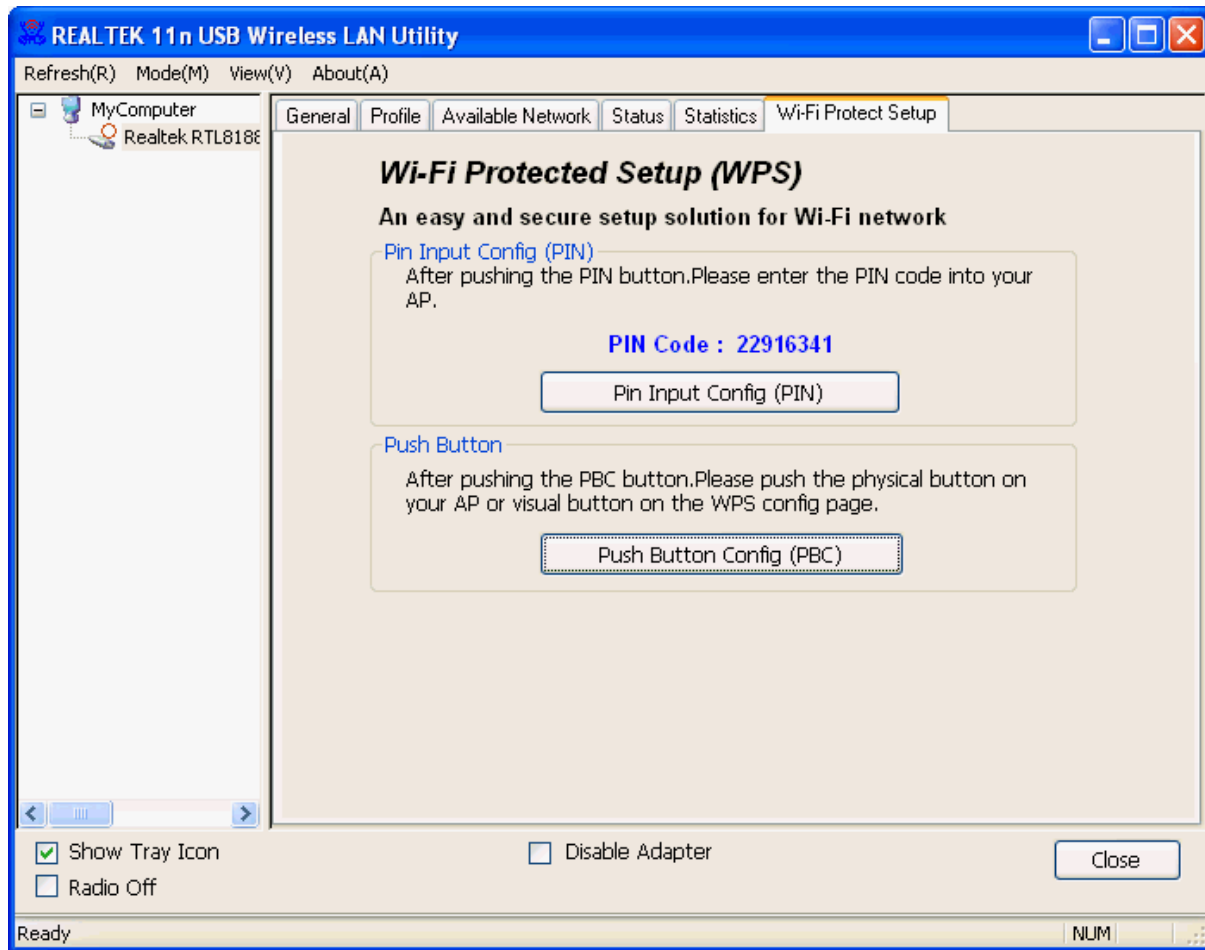 REALTEK 11n USB Wireless LAN Utility
Refresh(R) Mode(M) View(V) About(A)
MyComputer
Realtek RTL8188
General Profile Available Network Status Statistics Wi-Fi Protect Setup
Wi-Fi Protected Setup (WPS)
An easy and secure setup solution for Wi-Fi network
Pin Input Config (PIN)
After pushing the PIN button.Please enter the PIN code into your
AP.
PIN Code : 22916341
Pin Input Config (PIN)
Push Button
After pushing the PBC button.Please push the physical button on
your AP or visual button on the WPS config page.
Push Button Config (PBC)
Show Tray Icon
Disable Adapter
Radio Off
Close
Ready
NUM